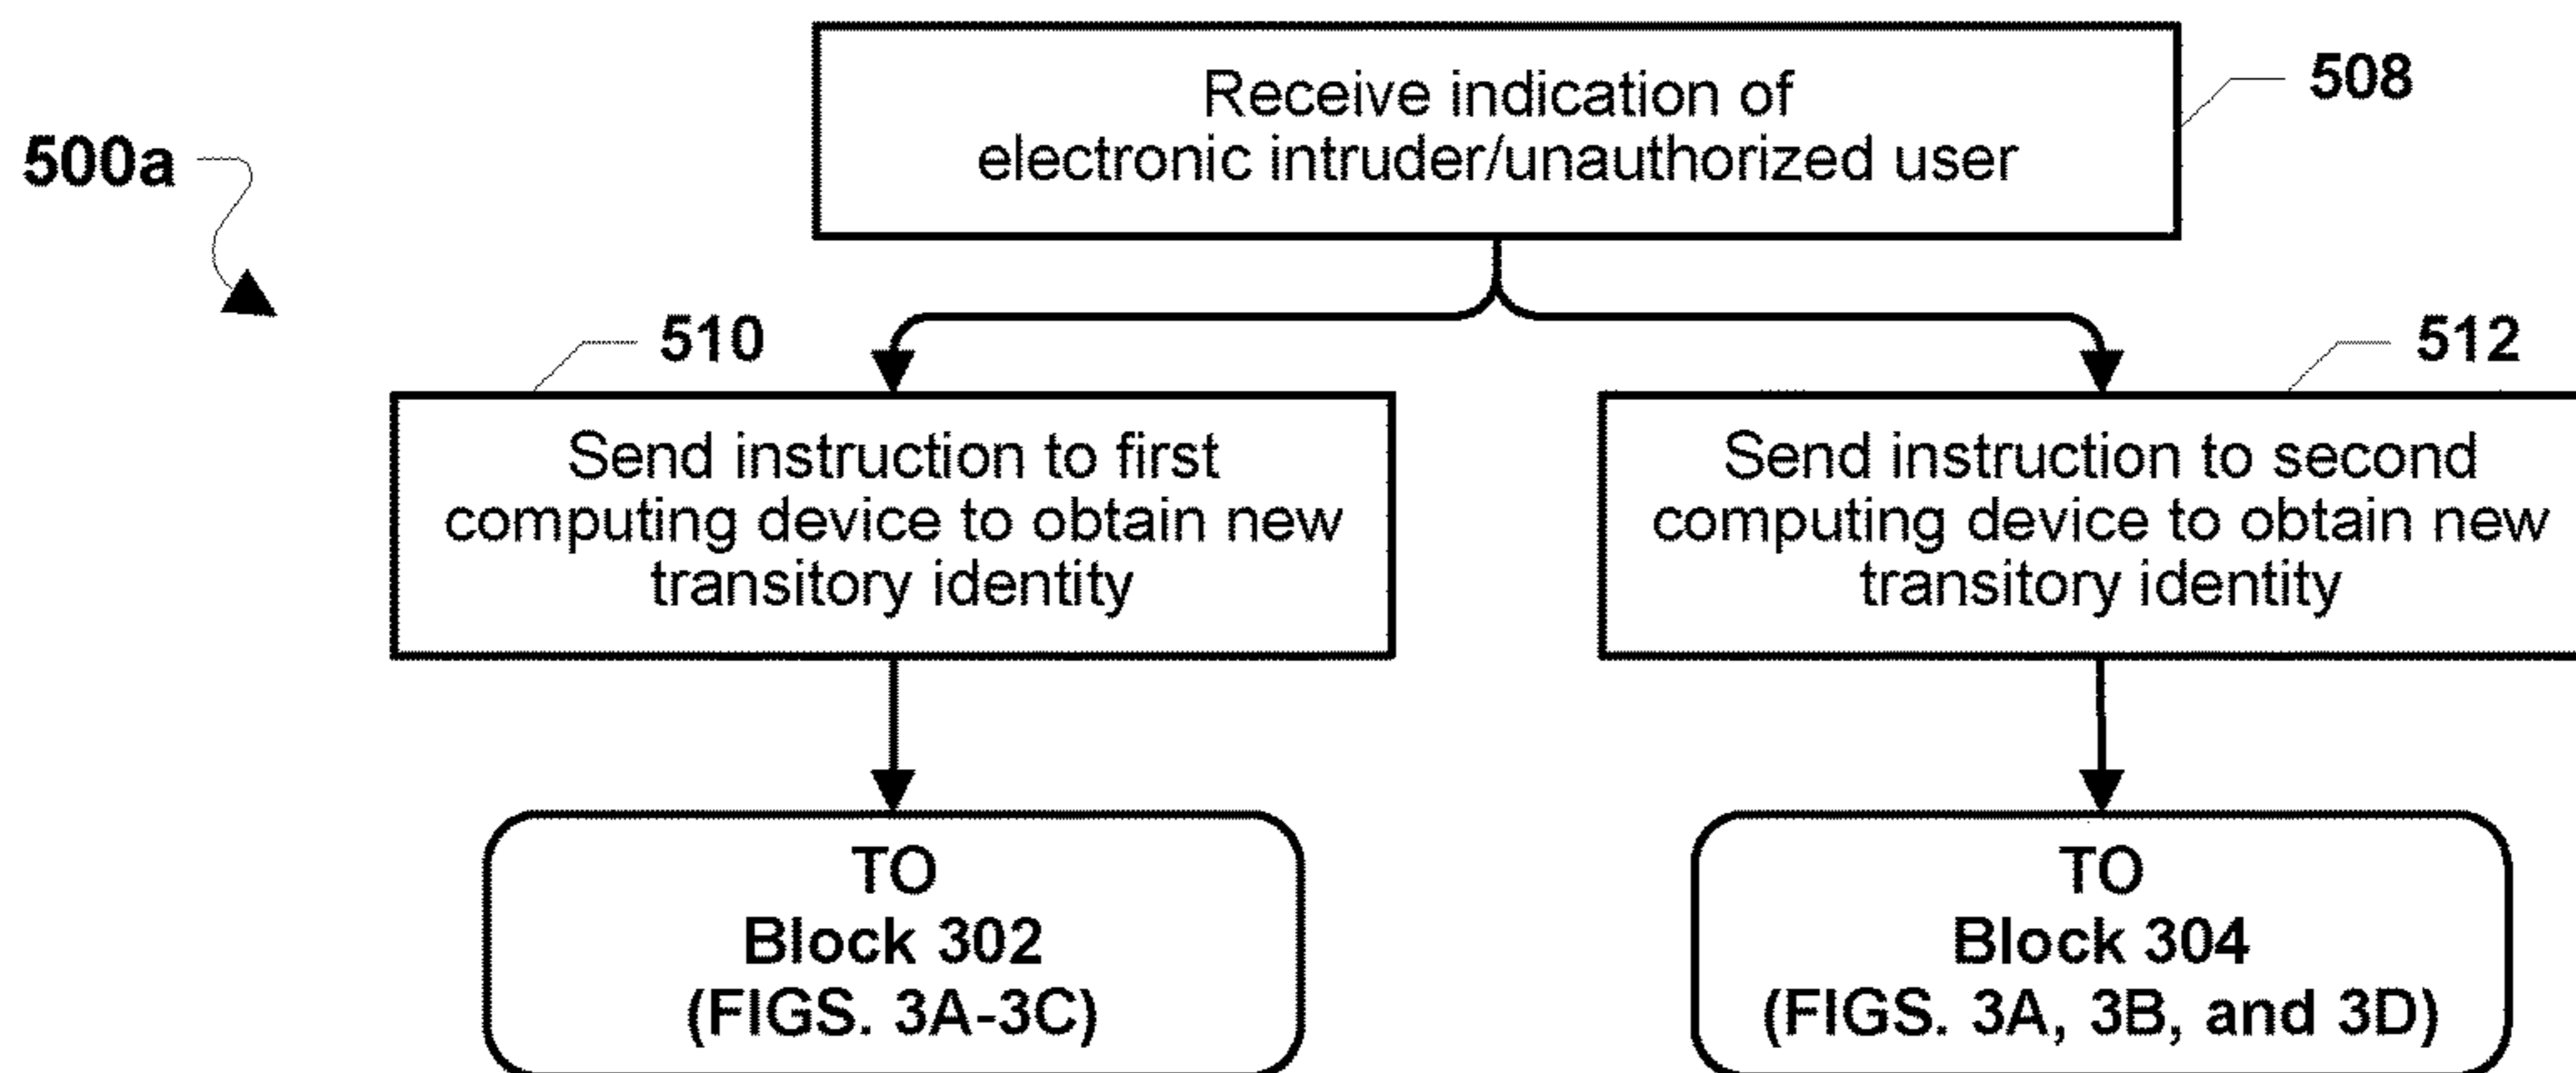 Receive indication of
electronic intruder/unauthorized user
508
500a
510
512
Send instruction to first
computing device to obtain new
transitory identity
Send instruction to second
computing device to obtain new
transitory identity
TO
Block 302
(FIGS. 3A-3C)
TO
Block 304
(FIGS. 3A, 3B, and 3D)